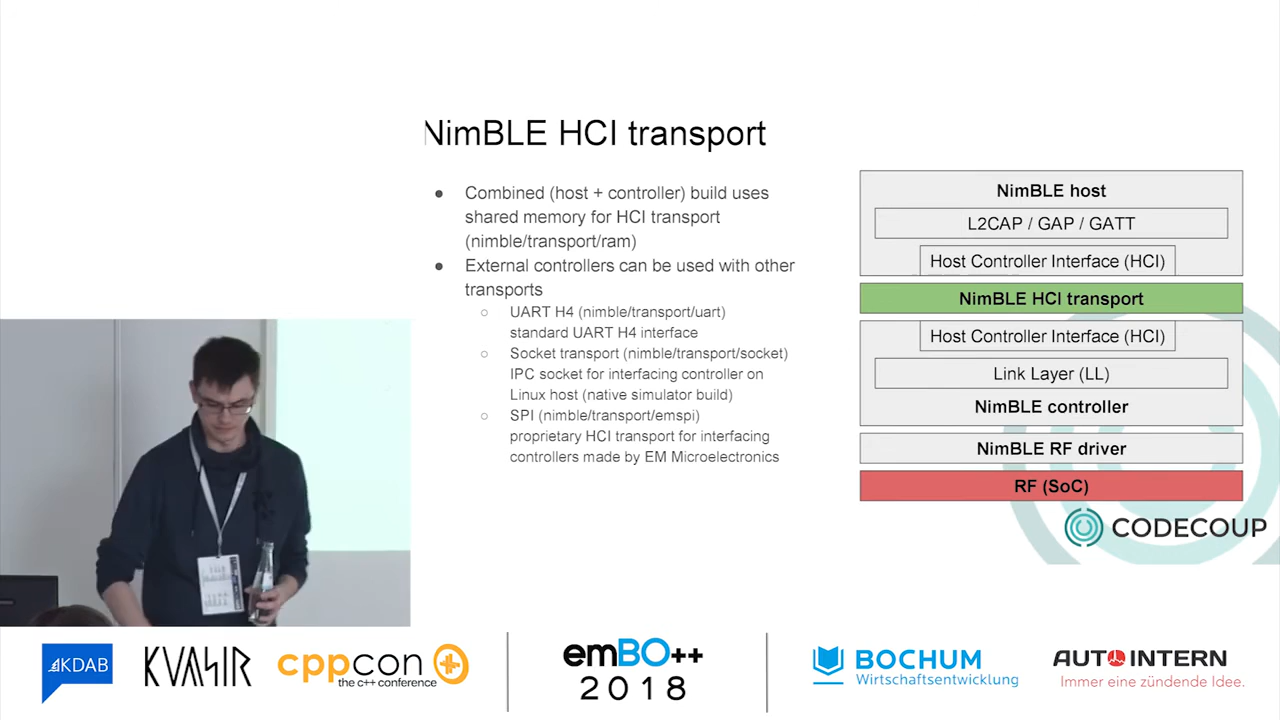 NimBLE HCI transport
● Combined (host + controller) build uses
shared memory for HCI transport
(nimble/transport/ram)
● External controllers can be used with other
transports
○ UART H4 (nimble/transport/uart)
standard UART H4 interface
○ Socket transport (nimble/transport/socket)
IPC socket for interfacing controller on
Linux host (native simulator build)
○ SPI (nimble/transport/emspi)
proprietary HCI transport for interfacing
controllers made by EM Microelectronics
NimBLE host
L2CAP / GAP / GATT
Host Controller Interface (HCI)
NimBLE HCI transport
Host Controller Interface (HCI)
Link Layer (LL)
NimBLE controller
NimBLE RF driver
RF (SoC)
CODECOUP
KDAB
KVASIR
cppcon
the c++ conference
emBO++
2018
BOCHUM
Wirtschaftsentwicklung
AUTOINTERN
Immer eine zündende Idee.